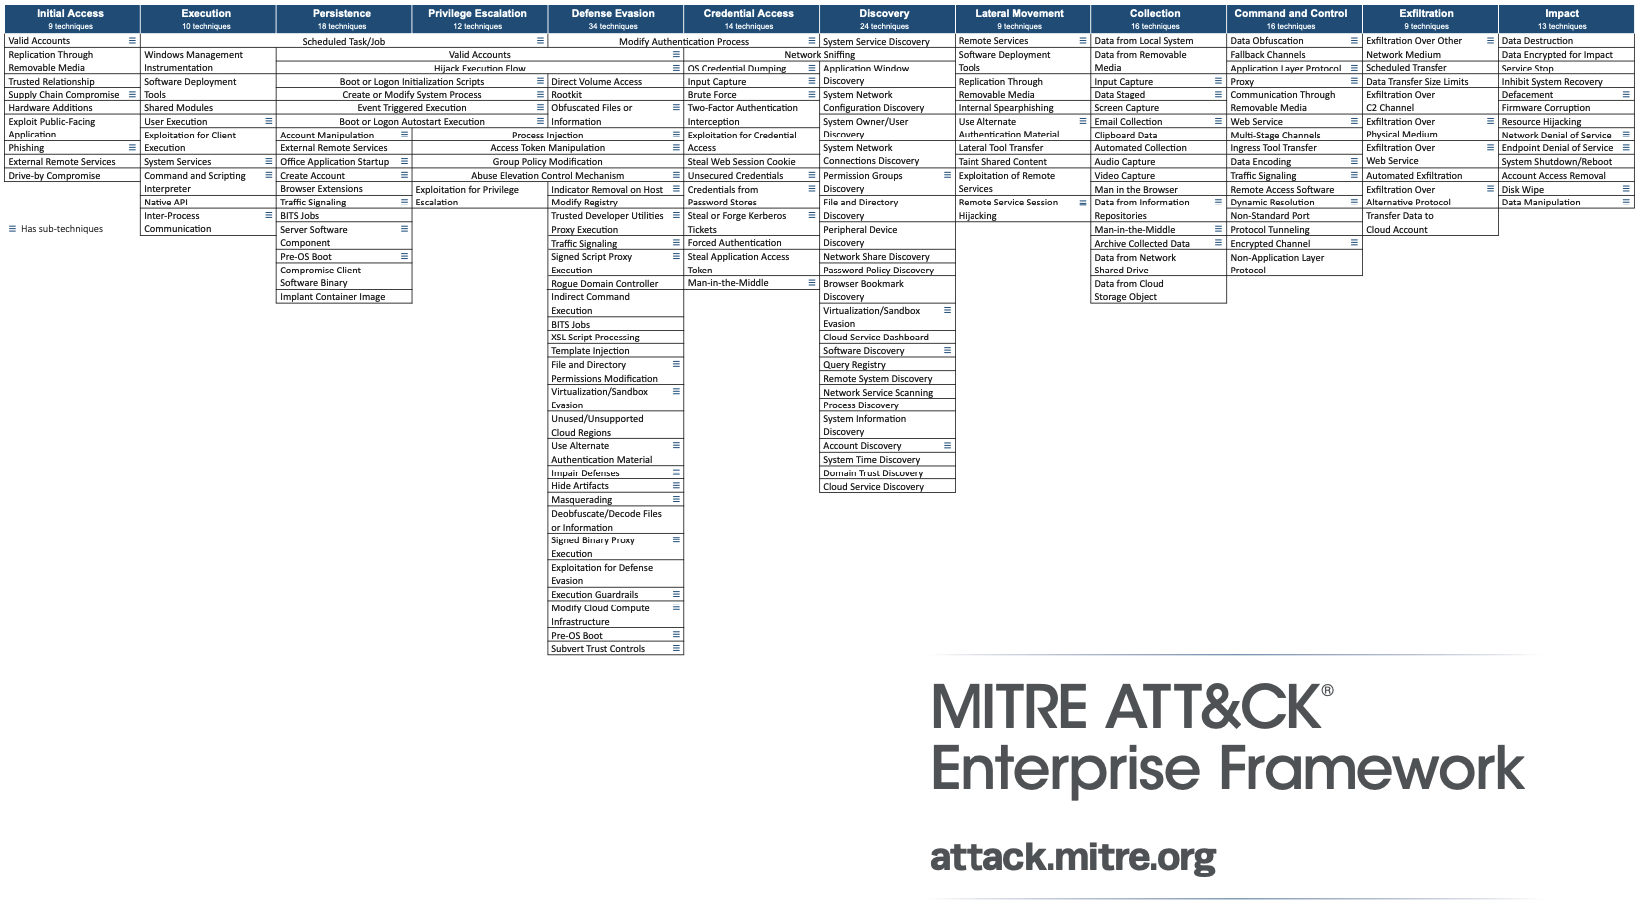 Initial Access
9 techniques
Valid Accounts
Replication Through
Removable Media
Trusted Relationship
Supply Chain Compromise
Hardware Additions
Exploit Public-Facing
Application
Phishing
External Remote Services
Drive-by Compromise
Has sub-techniques
Execution
10 techniques
Scheduled Task/Job
Windows Management
Instrumentation
Software Deployment
Tools
Shared Modules
User Execution
Exploitation for Client
Execution
System Services
Command and Scripting
Interpreter
Native API
Inter-Process
Communication
Persistence
18 techniques
Valid Accounts
Hijack Execution Flow
Boot or Logon Initialization Scripts
Create or Modify System Process
Event Triggered Execution
Boot or Logon Autostart Execution
Account Manipulation
External Remote Services
Office Application Startup
Create Account
Browser Extensions
Traffic Signaling
BITS Jobs
Server Software
Component
Pre-OS Boot
Compromise Client
Software Binary
Implant Container Image
Privilege Escalation
12 techniques
Process Injection
Access Token Manipulation
Group Policy Modification
Abuse Elevation Control Mechanism
Exploitation for Privilege
Escalation
Defense Evasion
34 techniques
Modify Authentication Process
Direct Volume Access
Rootkit
Obfuscated Files or
Information
Indicator Removal on Host
Modify Registry
Trusted Developer Utilities
Proxy Execution
Traffic Signaling
Signed Script Proxy
Execution
Rogue Domain Controller
Indirect Command
Execution
BITS Jobs
XSL Script Processing
Template Injection
File and Directory
Permissions Modification
Virtualization/Sandbox
Evasion
Unused/Unsupported
Cloud Regions
Use Alternate
Authentication Material
Impair Defenses
Hide Artifacts
Masquerading
Deobfuscate/Decode Files
or Information
Signed Binary Proxy
Execution
Exploitation for Defense
Evasion
Execution Guardrails
Modify Cloud Compute
Infrastructure
Pre-OS Boot
Subvert Trust Controls
Credential Access
14 techniques
Network Sniffing
OS Credential Dumping
Input Capture
Brute Force
Two-Factor Authentication
Interception
Exploitation for Credential
Access
Steal Web Session Cookie
Unsecured Credentials
Credentials from
Password Stores
Steal or Forge Kerberos
Tickets
Forced Authentication
Steal Application Access
Token
Man-in-the-Middle
Discovery
24 techniques
System Service Discovery
Application Window
Discovery
System Network
Configuration Discovery
System Owner/User
Discovery
System Network
Connections Discovery
Permission Groups
Discovery
File and Directory
Discovery
Peripheral Device
Discovery
Network Share Discovery
Password Policy Discovery
Browser Bookmark
Discovery
Virtualization/Sandbox
Evasion
Cloud Service Dashboard
Software Discovery
Query Registry
Remote System Discovery
Network Service Scanning
Process Discovery
System Information
Discovery
Account Discovery
System Time Discovery
Domain Trust Discovery
Cloud Service Discovery
Lateral Movement
9 techniques
Remote Services
Software Deployment
Tools
Replication Through
Removable Media
Internal Spearphishing
Use Alternate
Authentication Material
Lateral Tool Transfer
Taint Shared Content
Exploitation of Remote
Services
Remote Service Session
Hijacking
Collection
16 techniques
Data from Local System
Data from Removable
Media
Input Capture
Data Staged
Screen Capture
Email Collection
Clipboard Data
Automated Collection
Audio Capture
Video Capture
Man in the Browser
Data from Information
Repositories
Man-in-the-Middle
Archive Collected Data
Data from Network
Shared Drive
Data from Cloud
Storage Object
Command and Control
16 techniques
Data Obfuscation
Fallback Channels
Application Layer Protocol
Proxy
Communication Through
Removable Media
Web Service
Multi-Stage Channels
Ingress Tool Transfer
Data Encoding
Traffic Signaling
Remote Access Software
Dynamic Resolution
Non-Standard Port
Protocol Tunneling
Encrypted Channel
Non-Application Layer
Protocol
Exfiltration
9 techniques
Exfiltration Over Other
Network Medium
Scheduled Transfer
Data Transfer Size Limits
Exfiltration Over
C2 Channel
Exfiltration Over
Physical Medium
Exfiltration Over
Web Service
Automated Exfiltration
Exfiltration Over
Alternative Protocol
Transfer Data to
Cloud Account
Impact
13 techniques
Data Destruction
Data Encrypted for Impact
Service Stop
Inhibit System Recovery
Defacement
Firmware Corruption
Resource Hijacking
Network Denial of Service
Endpoint Denial of Service
System Shutdown/Reboot
Account Access Removal
Disk Wipe
Data Manipulation
MITRE ATT&CK®
Enterprise Framework
attack.mitre.org